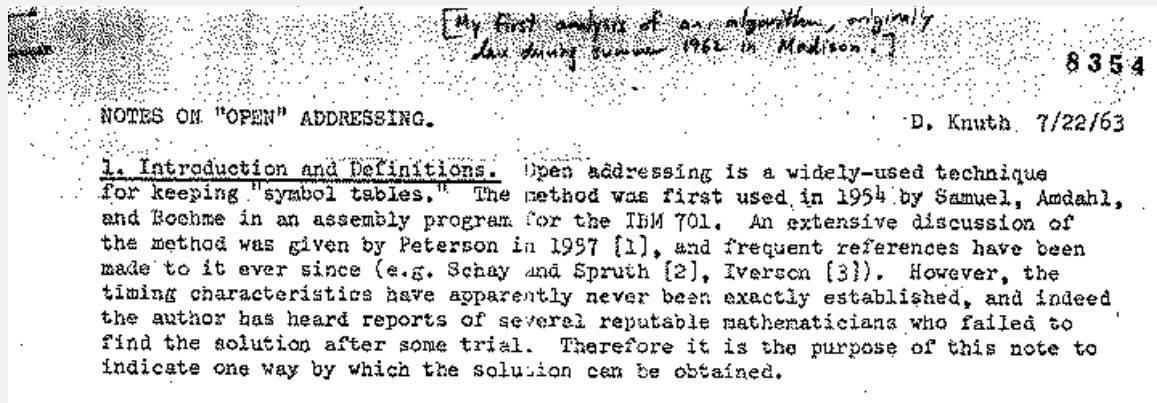 [My first analysis of an algorithm, originally
done during summer 1962 in Madison.]
8354
NOTES ON "OPEN" ADDRESSING.
D. Knuth 7/22/63
1. Introduction and Definitions. Open addressing is a widely-used technique
for keeping "symbol tables." The method was first used in 1954 by Samuel, Amdahl,
and Boehme in an assembly program for the IBM 701. An extensive discussion of
the method was given by Peterson in 1957 [1], and frequent references have been
made to it ever since (e.g. Schay and Spruth [2], Iverson [3]). However, the
timing characteristics have apparently never been exactly established, and indeed
the author has heard reports of several reputable mathematicians who failed to
find the solution after some trial. Therefore it is the purpose of this note to
indicate one way by which the solution can be obtained.